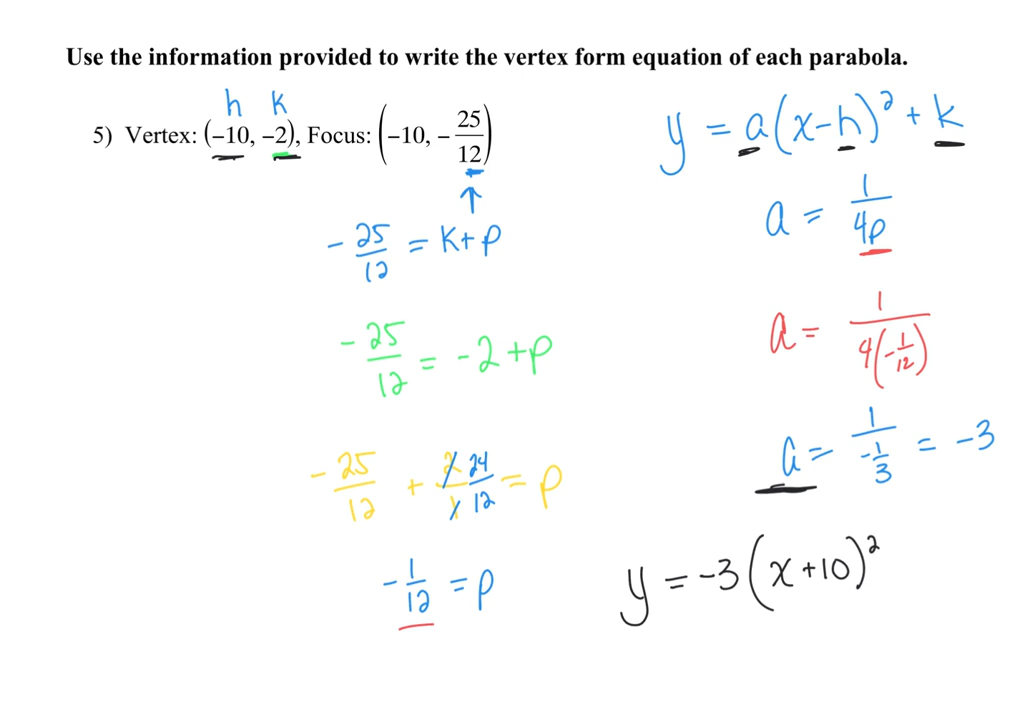 Use the information provided to write the vertex form equation of each parabola.
h k
5) Vertex: (−10, −2), Focus: (−10, − 25/12)
y = a(x-h)² + k
↑
a = 1/4p
- 25/12 = k+p
a = 1/4(-1/12)
- 25/12 = -2+p
a = 1/-1/3 = -3
- 25/12 + 2/1 24/12 = p
- 1/12 = p
y = -3(x+10)²